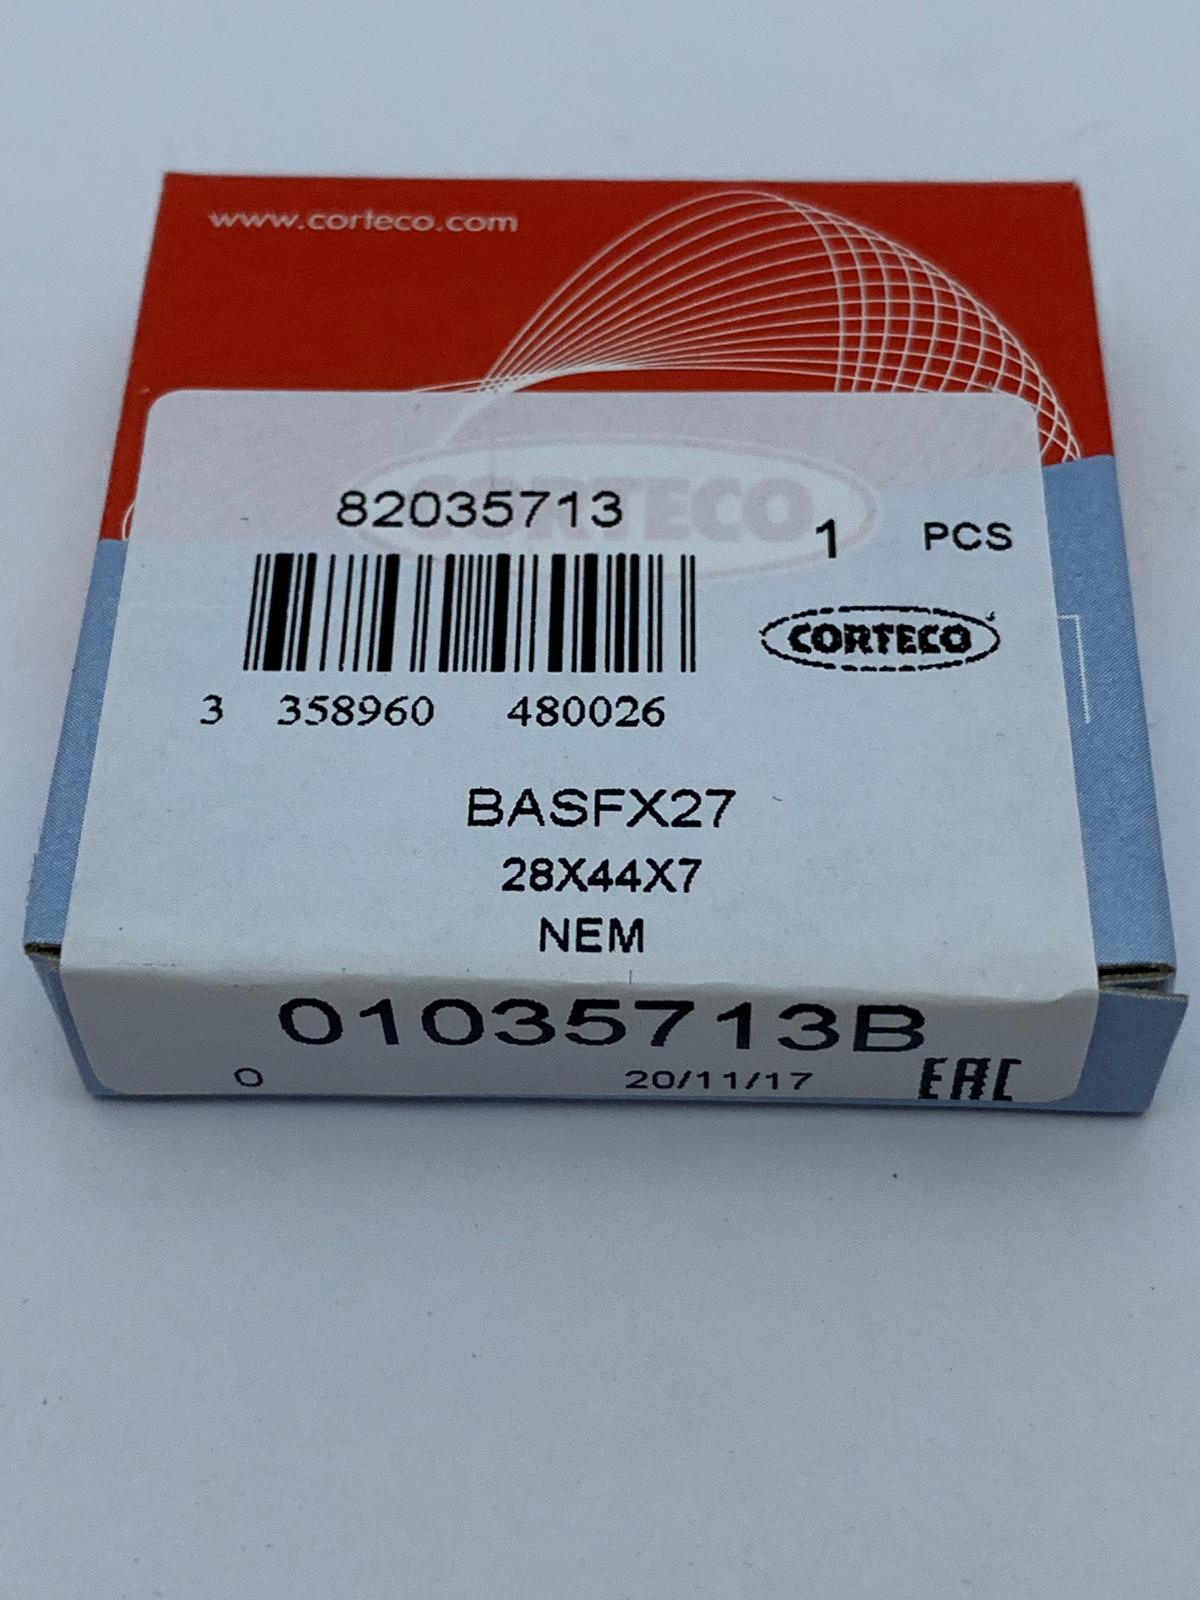 www.corteco.com
CORTECO
82035713
1 PCS
CORTECO
3 358960 480026
BASFX27
28X44X7
NEM
01035713B
0 20/11/17 EAC